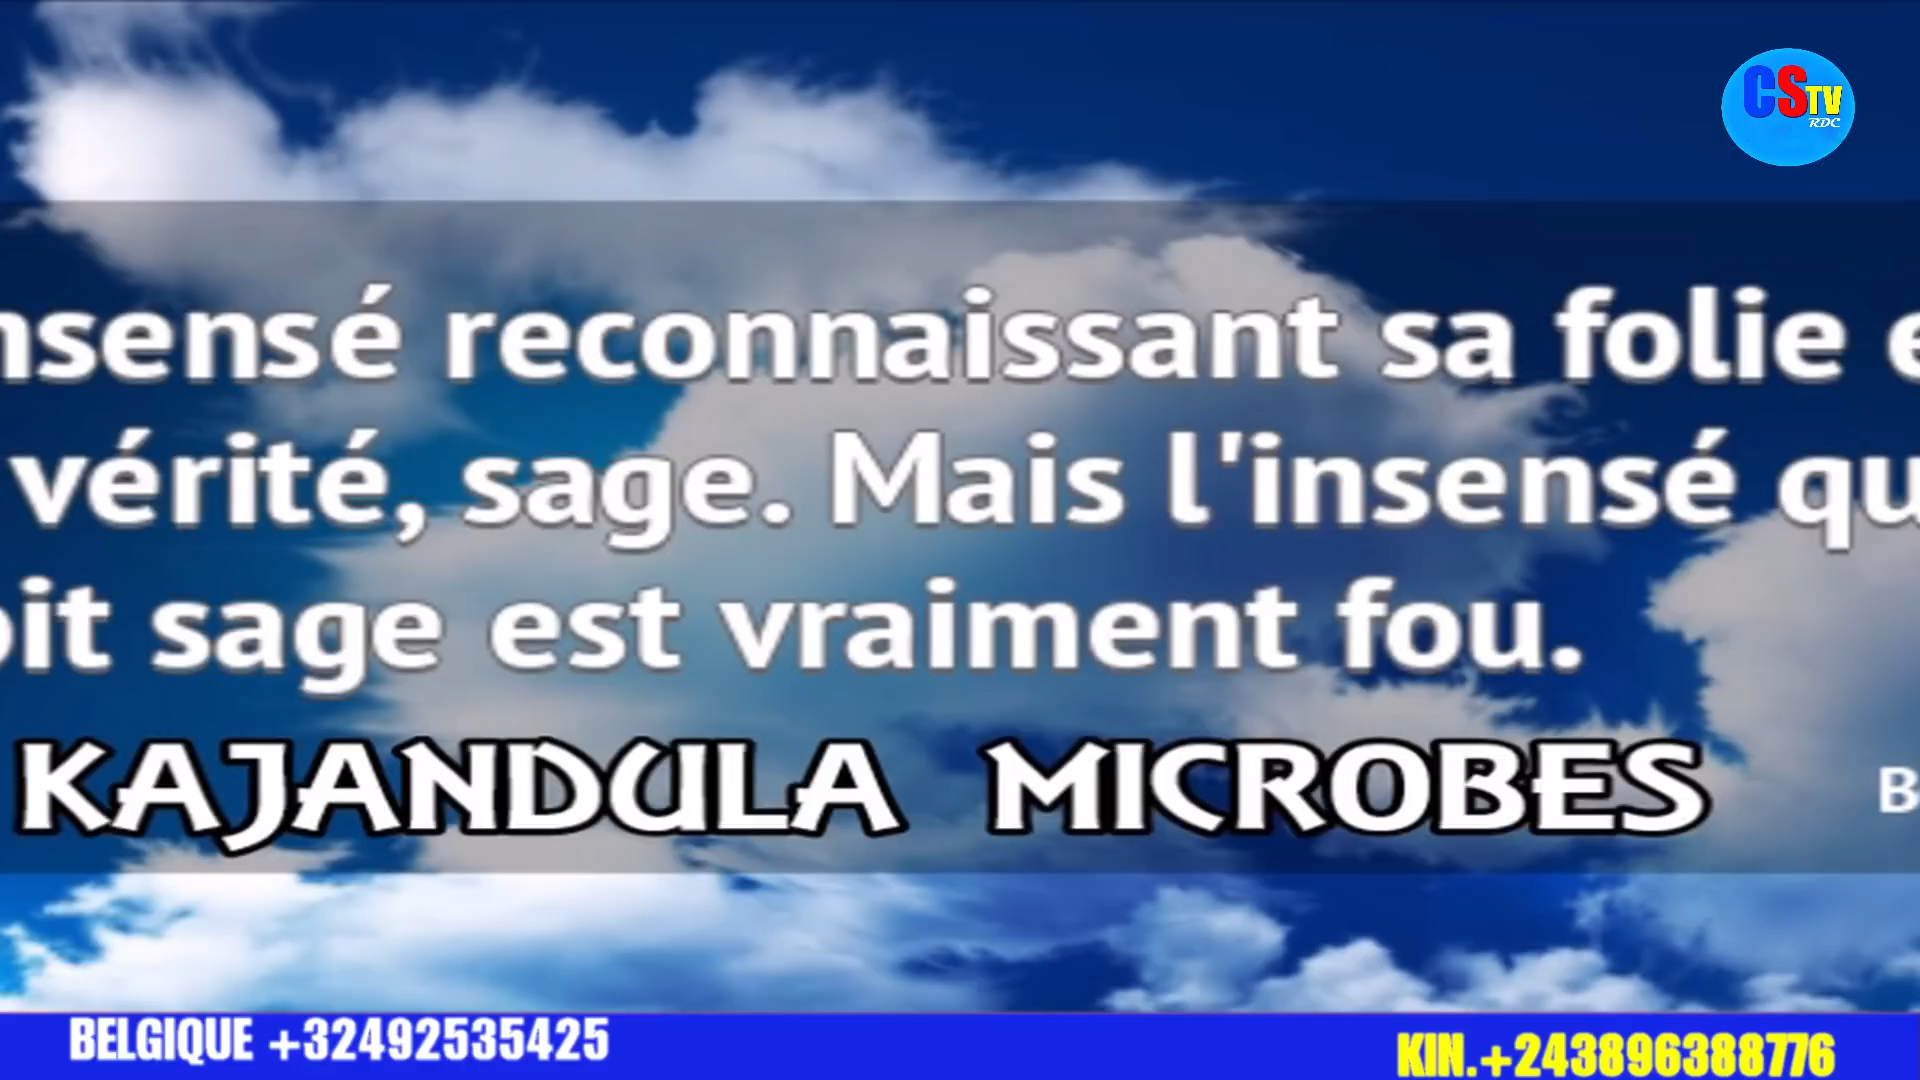 CSTV
RDC
nsensé reconnaissant sa folie e
vérité, sage. Mais l'insensé qu
oit sage est vraiment fou.
KAJANDULA MICROBES
B
BELGIQUE +32492535425
KIN.+243896388776